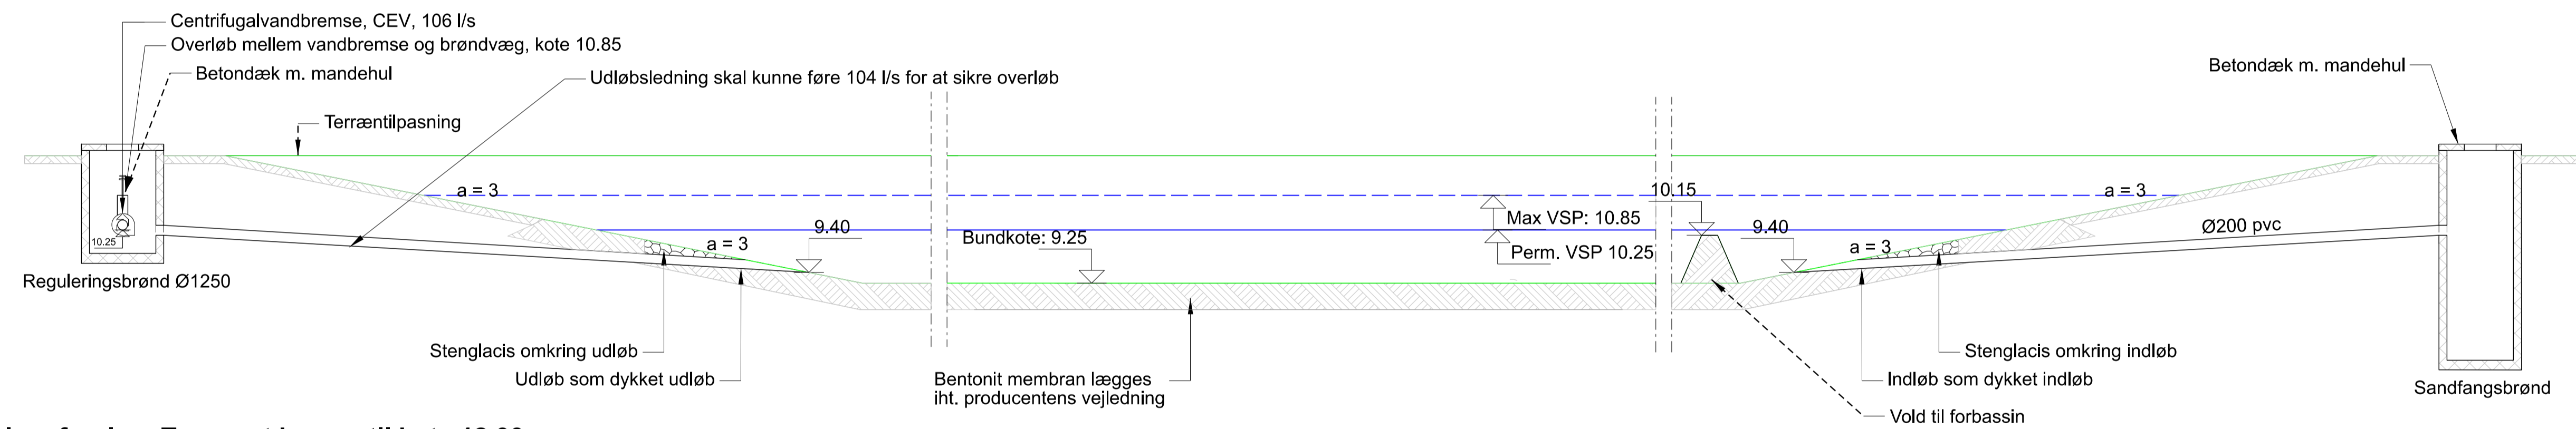 Centrifugalvandbremse, CEV, 106 l/s
Overløb mellem vandbremse og brøndvæg, kote 10.85
Betondæk m. mandehul
Udløbsledning skal kunne føre 104 l/s for at sikre overløb
Betondæk m. mandehul
Terræntilpasning
a = 3
10.15
a = 3
Max VSP: 10.85
9.40
9.40
Ø200 pvc
10.25
a = 3
Bundkote: 9.25
Perm. VSP 10.25
a = 3
Reguleringsbrønd Ø1250
Stenglacis omkring udløb
Stenglacis omkring indløb
Udløb som dykket udløb
Bentonit membran lægges
iht. producentens vejledning
Indløb som dykket indløb
Sandfangsbrønd
Vold til forbassin